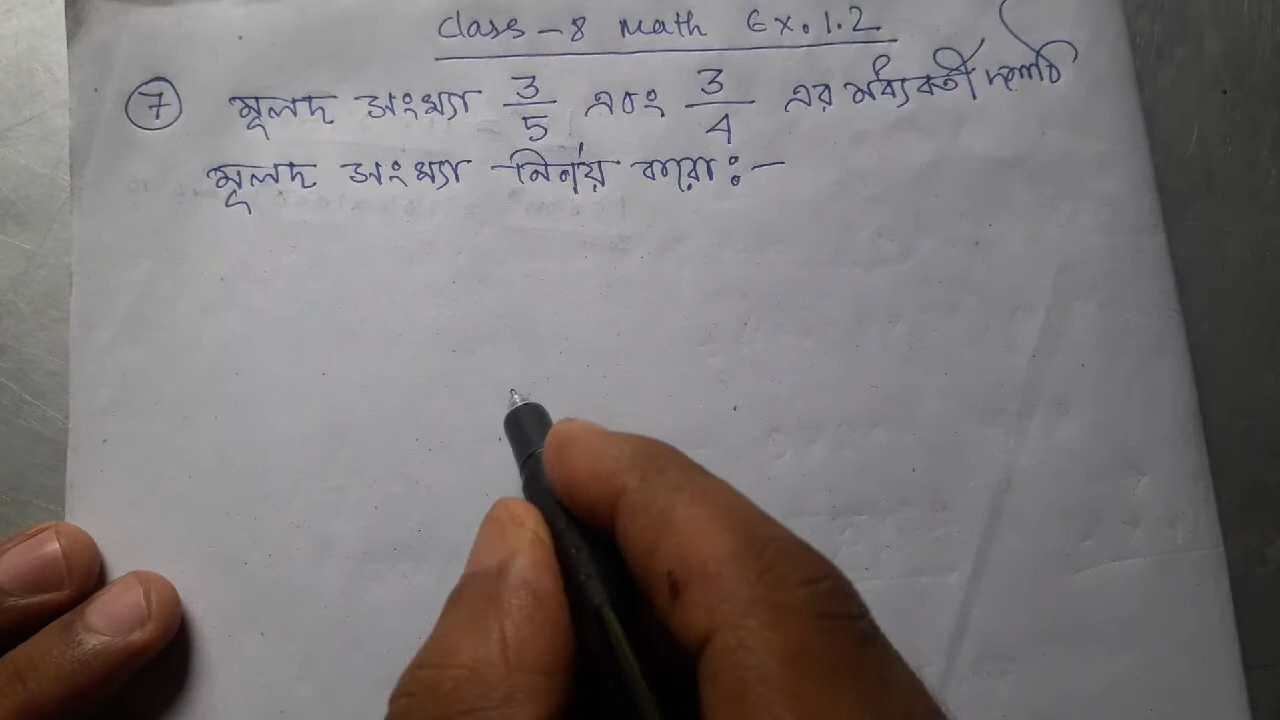 Class - 8 Math Ex. 1.2
7 মূলদ সংখ্যা 3/5 এবং 3/4 এর মধ্যবর্তী দশটি
মূলদ সংখ্যা নির্ণয় করো :-